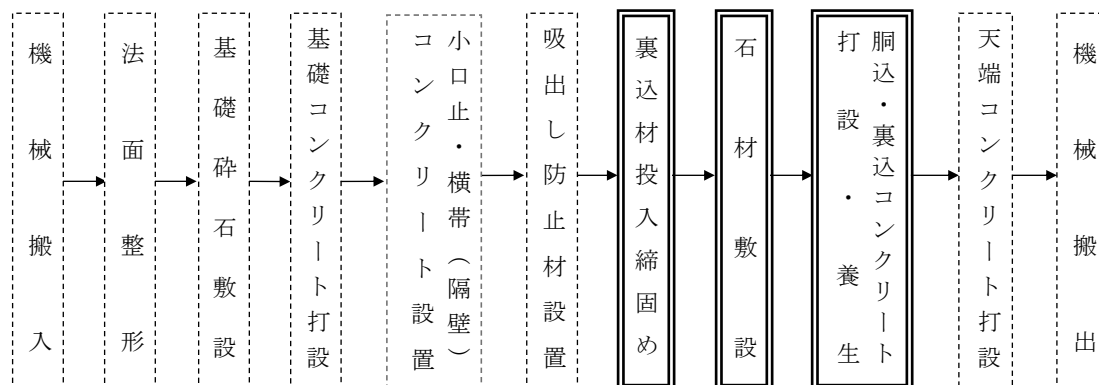 機械搬入
法面整形
基礎砕石敷設
基礎コンクリート打設
小口止・横帯（隔壁）
コンクリート設置
吸出し防止材設置
裏込材投入締固め
石材敷設
胴込・裏込コンクリート
打設・養生
天端コンクリート打設
機械搬出